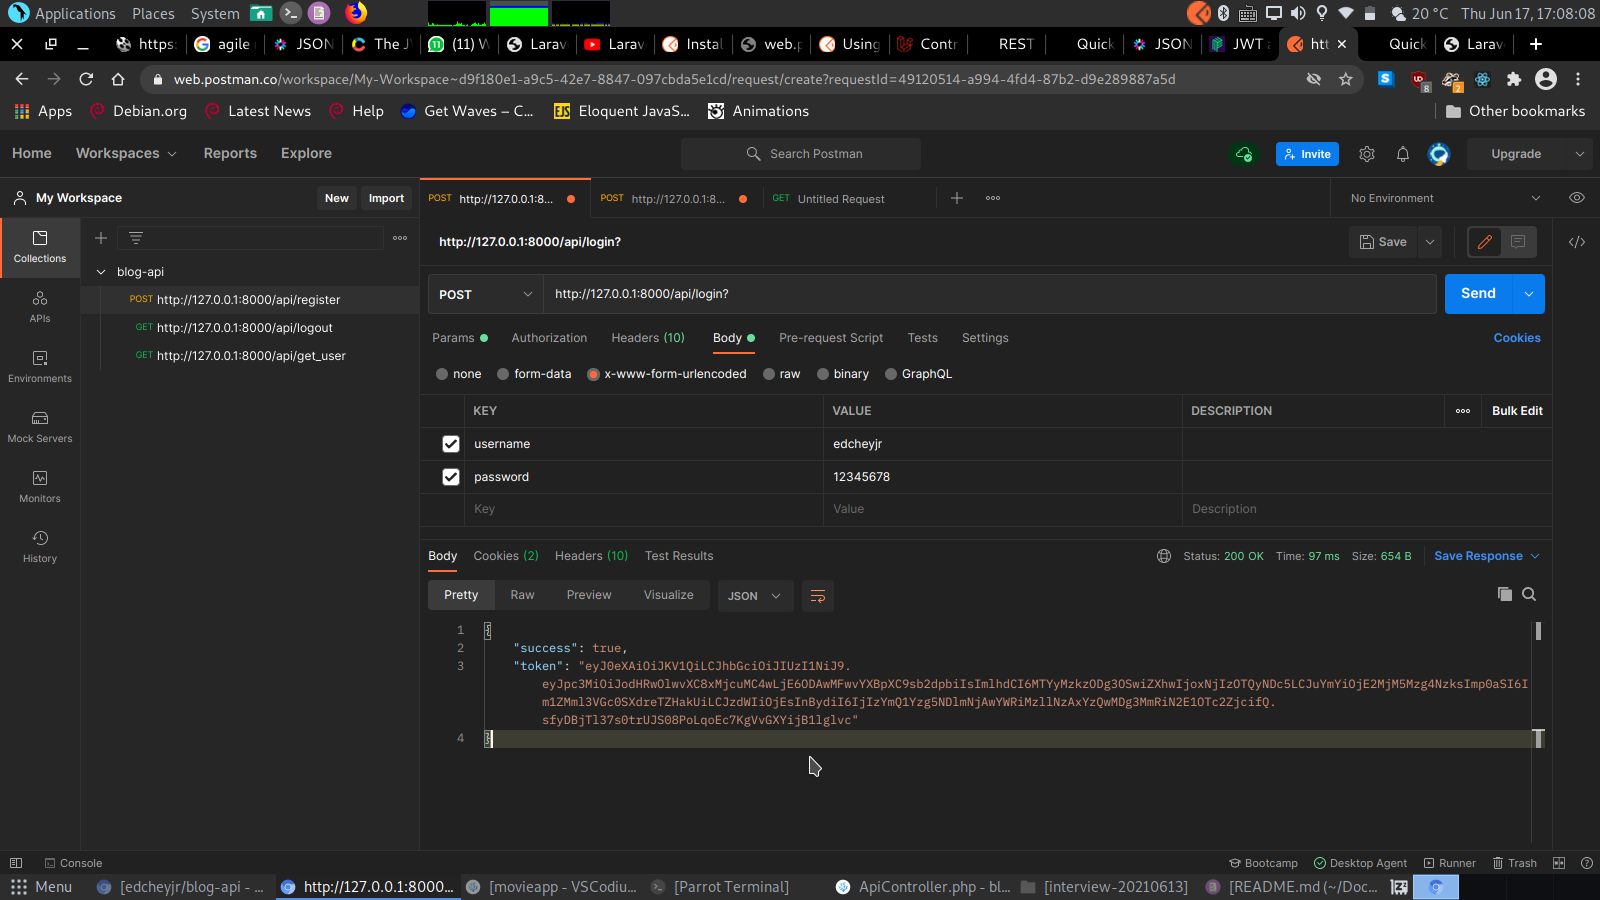 Applications Places System 20 °C Thu Jun 17, 17:08:08
https: agile JSON The J (11) W Larav Larav Instal web.p Using Contr REST Quick JSON JWT a htt Quick Larav
web.postman.co/workspace/My-Workspace~d9f180e1-a9c5-42e7-8847-097cbda5e1cd/request/create?requestId=49120514-a994-4fd4-87b2-d9e289887a5d
Apps Debian.org Latest News Help Get Waves – C... Eloquent JavaS... Animations Other bookmarks
Home Workspaces Reports Explore Search Postman Invite Upgrade
My Workspace New Import POST http://127.0.0.1:8... POST http://127.0.0.1:8... GET Untitled Request No Environment
http://127.0.0.1:8000/api/login? Save
Collections
blog-api
POST http://127.0.0.1:8000/api/register
GET http://127.0.0.1:8000/api/logout
GET http://127.0.0.1:8000/api/get_user
APIs
Environments
Mock Servers
Monitors
History
POST http://127.0.0.1:8000/api/login? Send
Params Authorization Headers (10) Body Pre-request Script Tests Settings Cookies
none form-data x-www-form-urlencoded raw binary GraphQL
KEY VALUE DESCRIPTION Bulk Edit
username edcheyjr
password 12345678
Key Value Description
Body Cookies (2) Headers (10) Test Results Status: 200 OK Time: 97 ms Size: 654 B Save Response
Pretty Raw Preview Visualize JSON
1 {
2 "success": true,
3 "token": "eyJ0eXAiOiJKV1QiLCJhbGciOiJIUzI1NiJ9.
eyJpc3MiOiJodHRwOlwvXC8xMjcuMC4wLjE6ODAwMFwvYXBpXC9sb2dpbiIsImlhdCI6MTYyMzkzODg3OSwiZXhwIjoxNjIzOTQyNDc5LCJuYmYiOjE2MjM5Mzg4NzksImp0aSI6I
m1ZMml3VGc0SXdreTZHakUiLCJzdWIiOjEsInBydiI6IjIzYmQ1Yzg5NDlmNjAwYWRiMzllNzAxYzQwMDg3MmRiN2E1OTc2ZjcifQ.
sfyDBjTl37s0trUJS08PoLqoEc7KgVvGXYijB1lglvc"
4 }
Console Bootcamp Desktop Agent Runner Trash
Menu [edcheyjr/blog-api - ... http://127.0.0.1:8000... [movieapp - VSCodiu... [Parrot Terminal] ApiController.php - bl... [interview-20210613] [README.md (~/Doc...